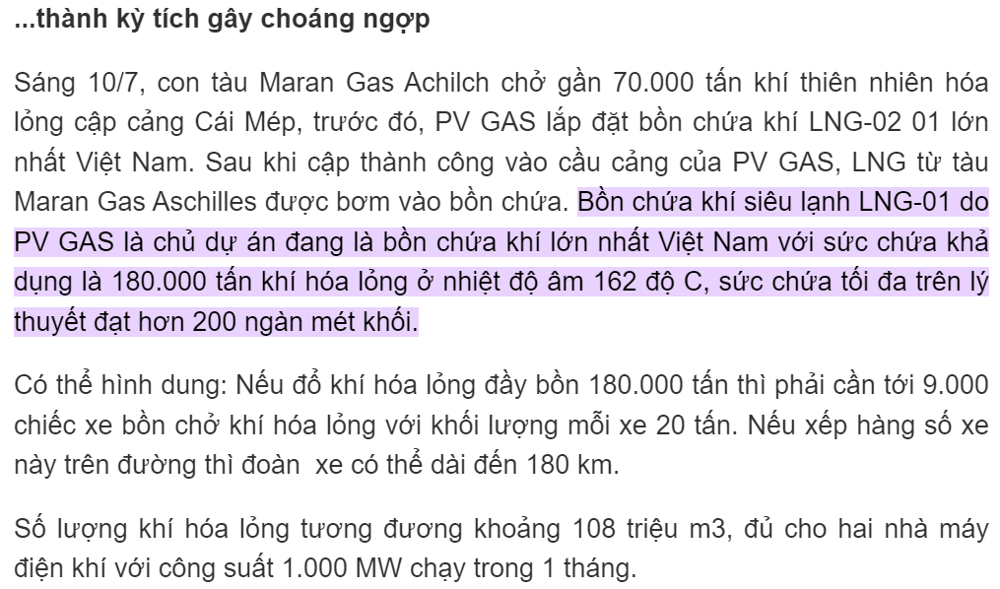 ...thành kỳ tích gây choáng ngợp
Sáng 10/7, con tàu Maran Gas Achilch chở gần 70.000 tấn khí thiên nhiên hóa
lỏng cập cảng Cái Mép, trước đó, PV GAS lắp đặt bồn chứa khí LNG-02 01 lớn
nhất Việt Nam. Sau khi cập thành công vào cầu cảng của PV GAS, LNG từ tàu
Maran Gas Aschilles được bơm vào bồn chứa. Bồn chứa khí siêu lạnh LNG-01 do
PV GAS là chủ dự án đang là bồn chứa khí lớn nhất Việt Nam với sức chứa khả
dụng là 180.000 tấn khí hóa lỏng ở nhiệt độ âm 162 độ C, sức chứa tối đa trên lý
thuyết đạt hơn 200 ngàn mét khối.
Có thể hình dung: Nếu đổ khí hóa lỏng đầy bồn 180.000 tấn thì phải cần tới 9.000
chiếc xe bồn chở khí hóa lỏng với khối lượng mỗi xe 20 tấn. Nếu xếp hàng số xe
này trên đường thì đoàn  xe có thể dài đến 180 km.
Số lượng khí hóa lỏng tương đương khoảng 108 triệu m3, đủ cho hai nhà máy
điện khí với công suất 1.000 MW chạy trong 1 tháng.